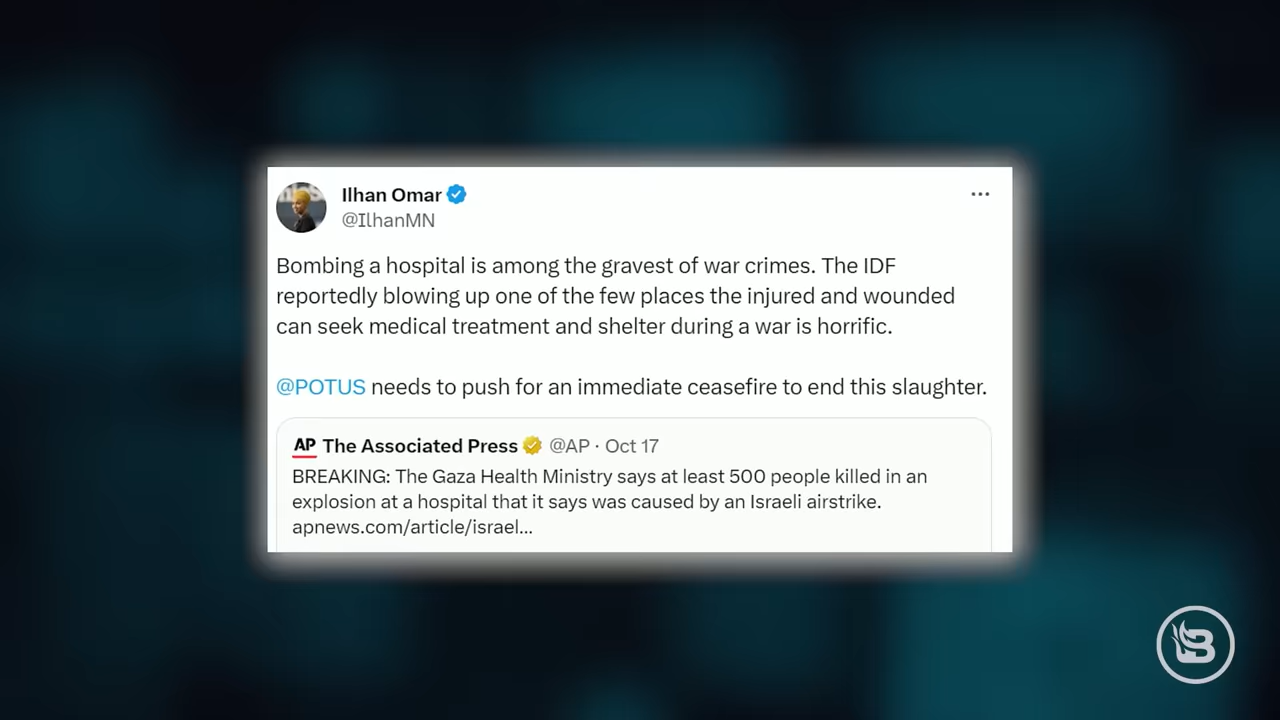 Ilhan Omar
@IlhanMN
Bombing a hospital is among the gravest of war crimes. The IDF
reportedly blowing up one of the few places the injured and wounded
can seek medical treatment and shelter during a war is horrific.
@POTUS needs to push for an immediate ceasefire to end this slaughter.
AP The Associated Press @AP · Oct 17
BREAKING: The Gaza Health Ministry says at least 500 people killed in an
explosion at a hospital that it says was caused by an Israeli airstrike.
apnews.com/article/israel...
B